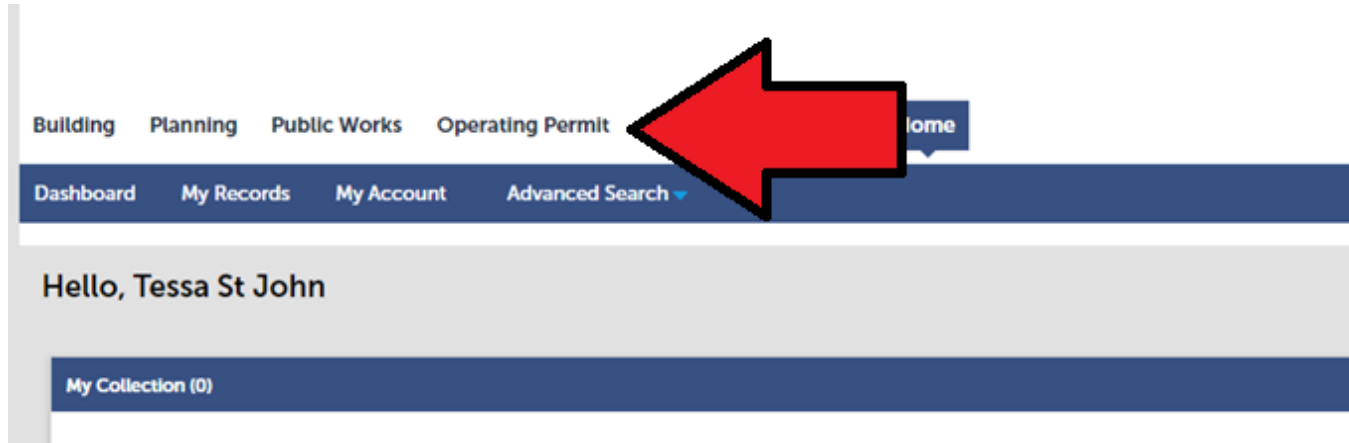 Building Planning Public Works Operating Permit
Dashboard My Records My Account Advanced Search
Hello, Tessa St John
My Collection (0)